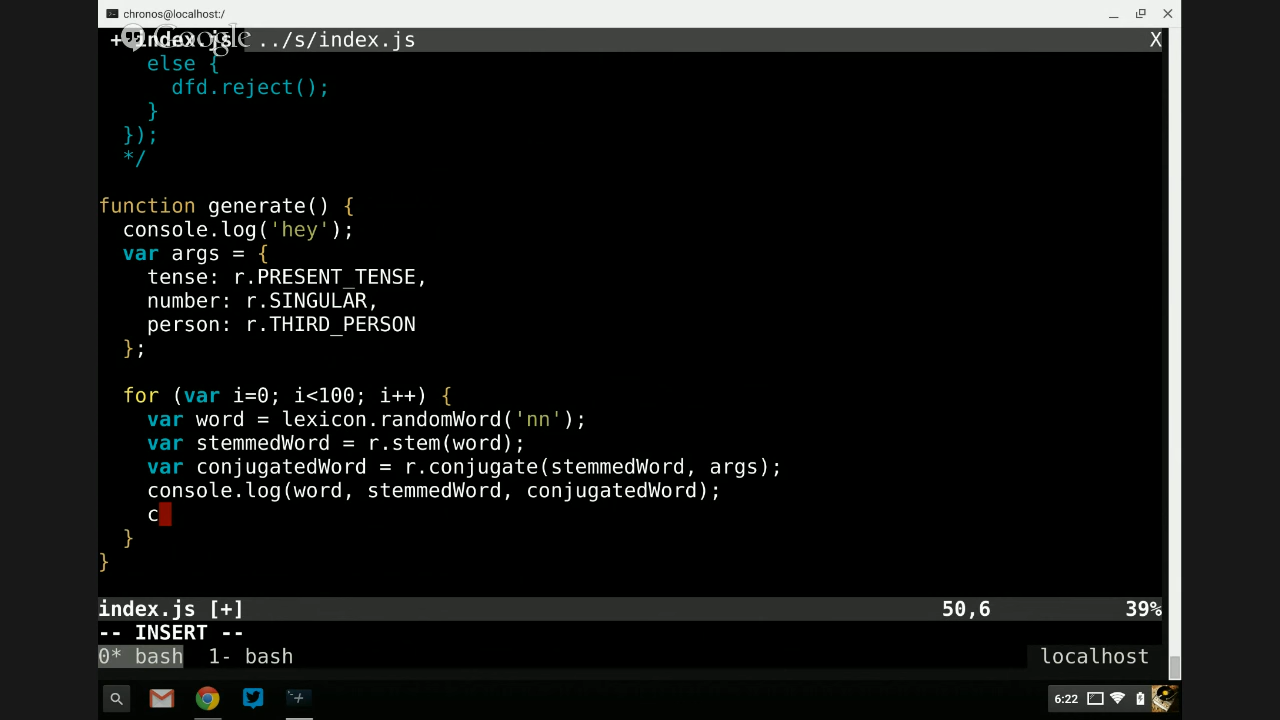 chronos@localhost:/
+ index.js ../s/index.js X
Google
else {
dfd.reject();
}
});
*/
function generate() {
console.log('hey');
var args = {
tense: r.PRESENT_TENSE,
number: r.SINGULAR,
person: r.THIRD_PERSON
};
for (var i=0; i<100; i++) {
var word = lexicon.randomWord('nn');
var stemmedWord = r.stem(word);
var conjugatedWord = r.conjugate(stemmedWord, args);
console.log(word, stemmedWord, conjugatedWord);
c
}
}
index.js [+] 50,6 39%
-- INSERT --
0* bash 1- bash localhost
6:22